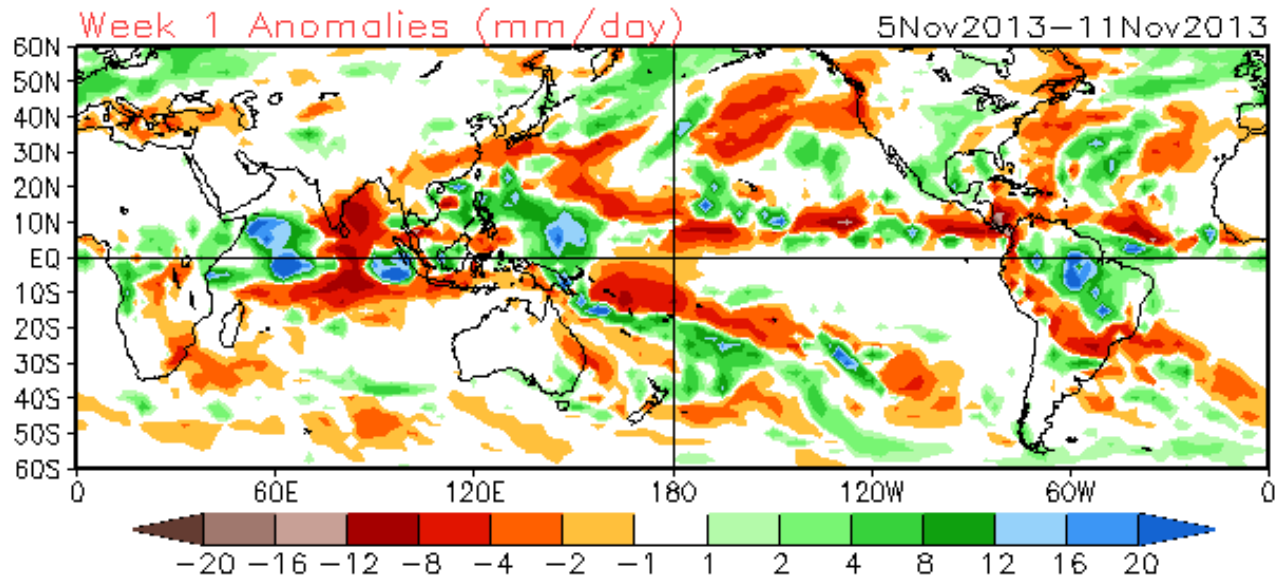 Week 1 Anomalies (mm/day) 5Nov2013-11Nov2013
60N
50N
40N
30N
20N
10N
EQ
10S
20S
30S
40S
50S
60S
0 60E 120E 180 120W 60W 0
-20 -16 -12 -8 -4 -2 -1 1 2 4 8 12 16 20